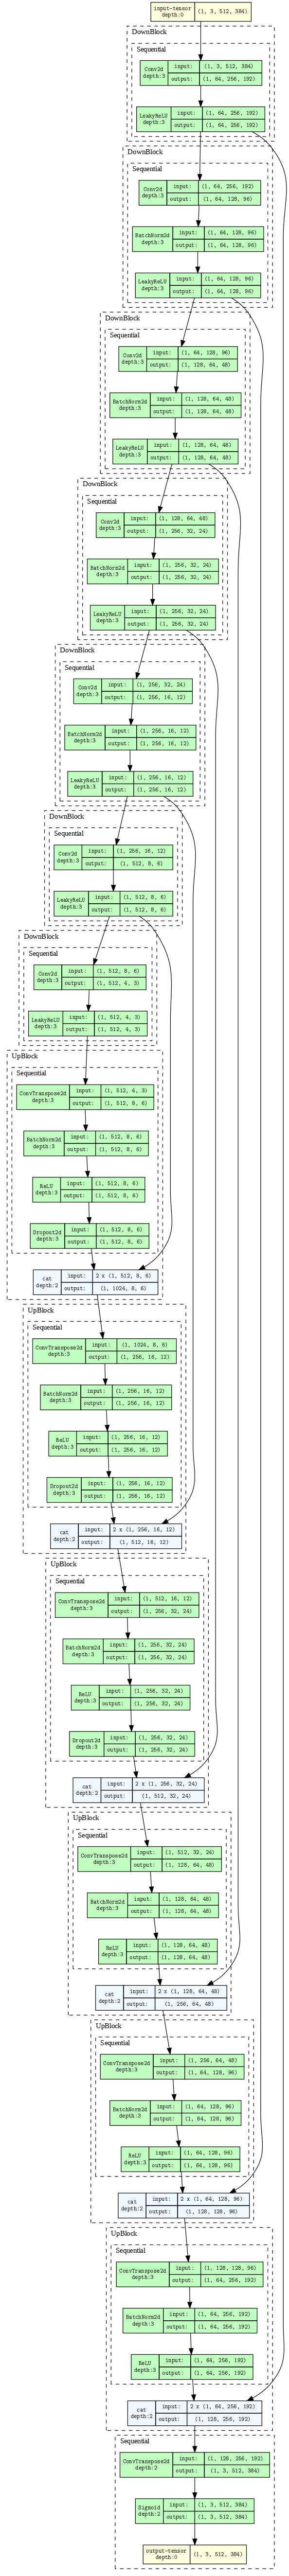 input-tensor
depth:0
(1, 3, 512, 384)
DownBlock
Sequential
Conv2d
depth:3
input:
(1, 3, 512, 384)
output:
(1, 64, 256, 192)
LeakyReLU
depth:3
input:
(1, 64, 256, 192)
output:
(1, 64, 256, 192)
DownBlock
Sequential
Conv2d
depth:3
input:
(1, 64, 256, 192)
output:
(1, 64, 128, 96)
BatchNorm2d
depth:3
input:
(1, 64, 128, 96)
output:
(1, 64, 128, 96)
LeakyReLU
depth:3
input:
(1, 64, 128, 96)
output:
(1, 64, 128, 96)
DownBlock
Sequential
Conv2d
depth:3
input:
(1, 64, 128, 96)
output:
(1, 128, 64, 48)
BatchNorm2d
depth:3
input:
(1, 128, 64, 48)
output:
(1, 128, 64, 48)
LeakyReLU
depth:3
input:
(1, 128, 64, 48)
output:
(1, 128, 64, 48)
DownBlock
Sequential
Conv2d
depth:3
input:
(1, 128, 64, 48)
output:
(1, 256, 32, 24)
BatchNorm2d
depth:3
input:
(1, 256, 32, 24)
output:
(1, 256, 32, 24)
LeakyReLU
depth:3
input:
(1, 256, 32, 24)
output:
(1, 256, 32, 24)
DownBlock
Sequential
Conv2d
depth:3
input:
(1, 256, 32, 24)
output:
(1, 256, 16, 12)
BatchNorm2d
depth:3
input:
(1, 256, 16, 12)
output:
(1, 256, 16, 12)
LeakyReLU
depth:3
input:
(1, 256, 16, 12)
output:
(1, 256, 16, 12)
DownBlock
Sequential
Conv2d
depth:3
input:
(1, 256, 16, 12)
output:
(1, 512, 8, 6)
LeakyReLU
depth:3
input:
(1, 512, 8, 6)
output:
(1, 512, 8, 6)
DownBlock
Sequential
Conv2d
depth:3
input:
(1, 512, 8, 6)
output:
(1, 512, 4, 3)
LeakyReLU
depth:3
input:
(1, 512, 4, 3)
output:
(1, 512, 4, 3)
UpBlock
Sequential
ConvTranspose2d
depth:3
input:
(1, 512, 4, 3)
output:
(1, 512, 8, 6)
BatchNorm2d
depth:3
input:
(1, 512, 8, 6)
output:
(1, 512, 8, 6)
ReLU
depth:3
input:
(1, 512, 8, 6)
output:
(1, 512, 8, 6)
Dropout2d
depth:3
input:
(1, 512, 8, 6)
output:
(1, 512, 8, 6)
cat
depth:2
input:
2 x (1, 512, 8, 6)
output:
(1, 1024, 8, 6)
UpBlock
Sequential
ConvTranspose2d
depth:3
input:
(1, 1024, 8, 6)
output:
(1, 256, 16, 12)
BatchNorm2d
depth:3
input:
(1, 256, 16, 12)
output:
(1, 256, 16, 12)
ReLU
depth:3
input:
(1, 256, 16, 12)
output:
(1, 256, 16, 12)
Dropout2d
depth:3
input:
(1, 256, 16, 12)
output:
(1, 256, 16, 12)
cat
depth:2
input:
2 x (1, 256, 16, 12)
output:
(1, 512, 16, 12)
UpBlock
Sequential
ConvTranspose2d
depth:3
input:
(1, 512, 16, 12)
output:
(1, 256, 32, 24)
BatchNorm2d
depth:3
input:
(1, 256, 32, 24)
output:
(1, 256, 32, 24)
ReLU
depth:3
input:
(1, 256, 32, 24)
output:
(1, 256, 32, 24)
Dropout2d
depth:3
input:
(1, 256, 32, 24)
output:
(1, 256, 32, 24)
cat
depth:2
input:
2 x (1, 256, 32, 24)
output:
(1, 512, 32, 24)
UpBlock
Sequential
ConvTranspose2d
depth:3
input:
(1, 512, 32, 24)
output:
(1, 128, 64, 48)
BatchNorm2d
depth:3
input:
(1, 128, 64, 48)
output:
(1, 128, 64, 48)
ReLU
depth:3
input:
(1, 128, 64, 48)
output:
(1, 128, 64, 48)
cat
depth:2
input:
2 x (1, 128, 64, 48)
output:
(1, 256, 64, 48)
UpBlock
Sequential
ConvTranspose2d
depth:3
input:
(1, 256, 64, 48)
output:
(1, 64, 128, 96)
BatchNorm2d
depth:3
input:
(1, 64, 128, 96)
output:
(1, 64, 128, 96)
ReLU
depth:3
input:
(1, 64, 128, 96)
output:
(1, 64, 128, 96)
cat
depth:2
input:
2 x (1, 64, 128, 96)
output:
(1, 128, 128, 96)
UpBlock
Sequential
ConvTranspose2d
depth:3
input:
(1, 128, 128, 96)
output:
(1, 64, 256, 192)
BatchNorm2d
depth:3
input:
(1, 64, 256, 192)
output:
(1, 64, 256, 192)
ReLU
depth:3
input:
(1, 64, 256, 192)
output:
(1, 64, 256, 192)
cat
depth:2
input:
2 x (1, 64, 256, 192)
output:
(1, 128, 256, 192)
Sequential
ConvTranspose2d
depth:2
input:
(1, 128, 256, 192)
output:
(1, 3, 512, 384)
Sigmoid
depth:2
input:
(1, 3, 512, 384)
output:
(1, 3, 512, 384)
output-tensor
depth:0
(1, 3, 512, 384)